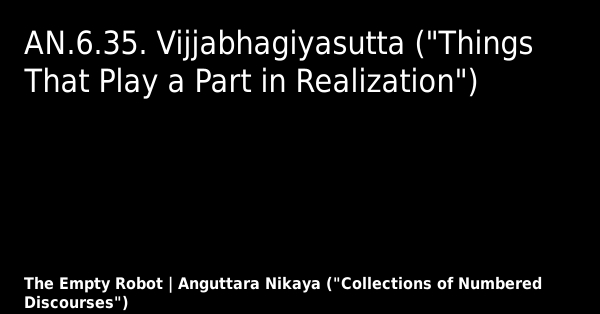 AN.6.35. Vijjabhagiyasutta ("Things
That Play a Part in Realization")
The Empty Robot | Anguttara Nikaya ("Collections of Numbered
Discourses")